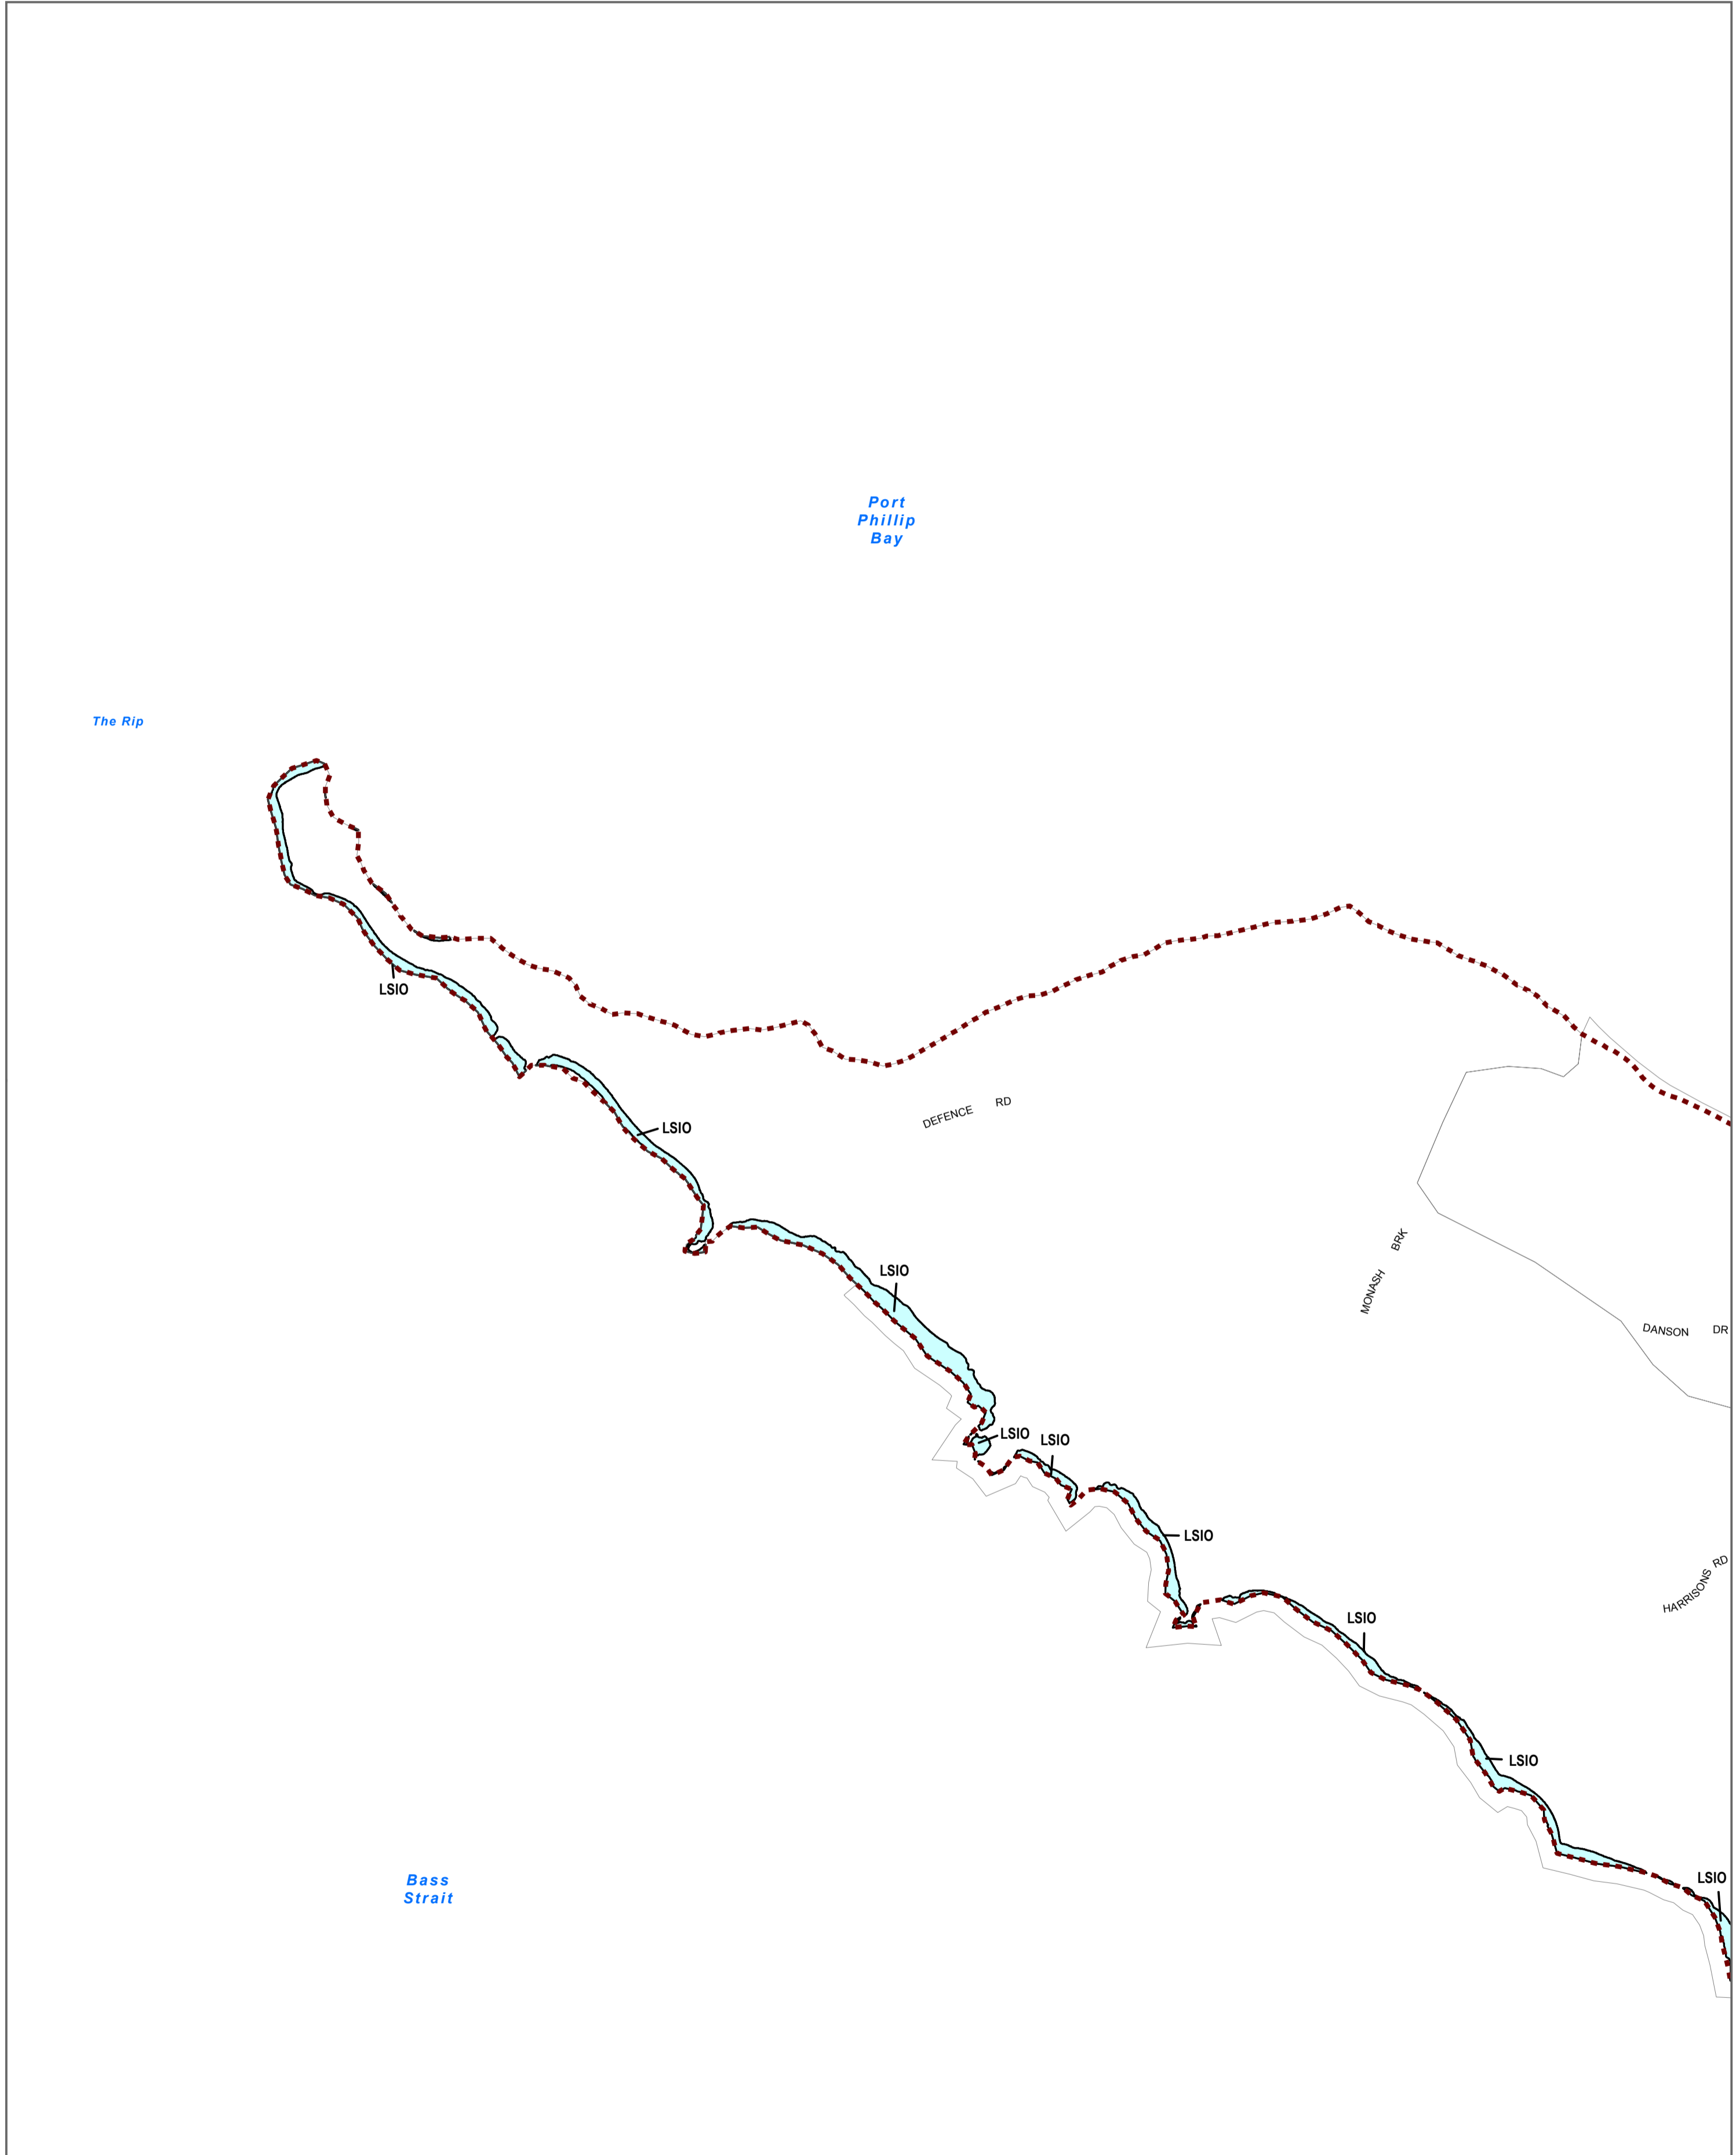 Port
Phillip
Bay
The Rip
LSIO
DEFENCE RD
LSIO
MONASH BRK
LSIO
DANSON DR
LSIO
LSIO
LSIO
HARRISONS RD
LSIO
LSIO
Bass
Strait
LSIO